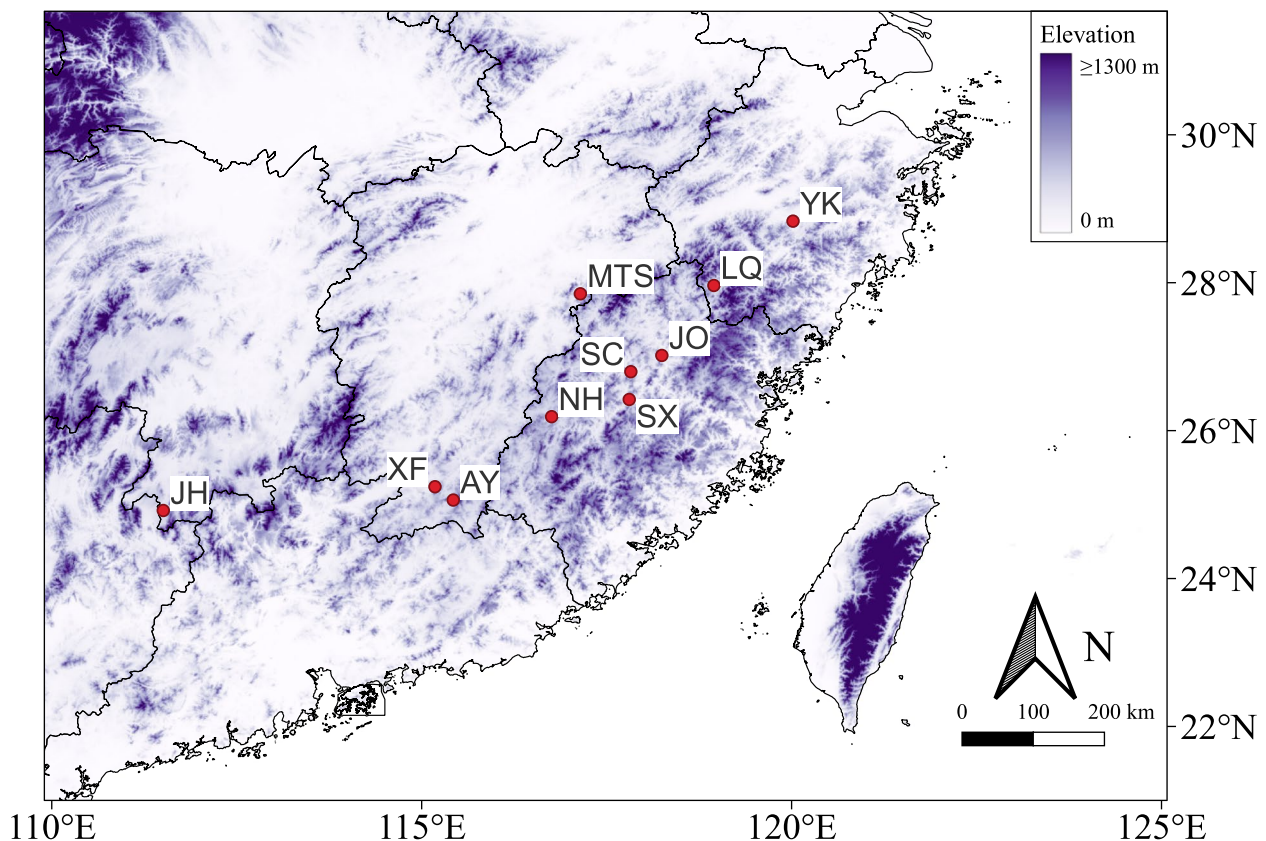 Elevation
≥1300 m
0 m
30°N
YK
LQ
MTS
28°N
JO
SC
NH
SX
26°N
XF
AY
JH
24°N
N
0 100 200 km
22°N
110°E 115°E 120°E 125°E